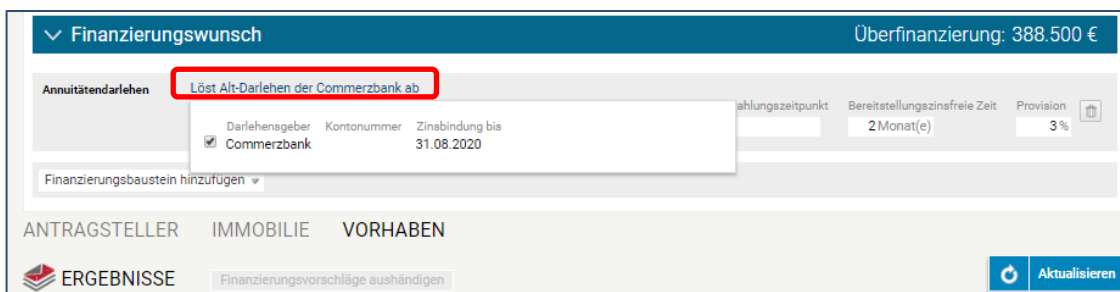 Finanzierungswunsch Überfinanzierung: 388.500 €
Annuitätendarlehen Löst Alt-Darlehen der Commerzbank ab
ahlungszeitpunkt Bereitstellungszinsfreie Zeit Provision
2 Monat(e) 3 %
Darlehensgeber Kontonummer Zinsbindung bis
Commerzbank 31.08.2020
Finanzierungsbaustein hinzufügen
ANTRAGSTELLER IMMOBILIE VORHABEN
ERGEBNISSE Finanzierungsvorschläge aushändigen Aktualisieren